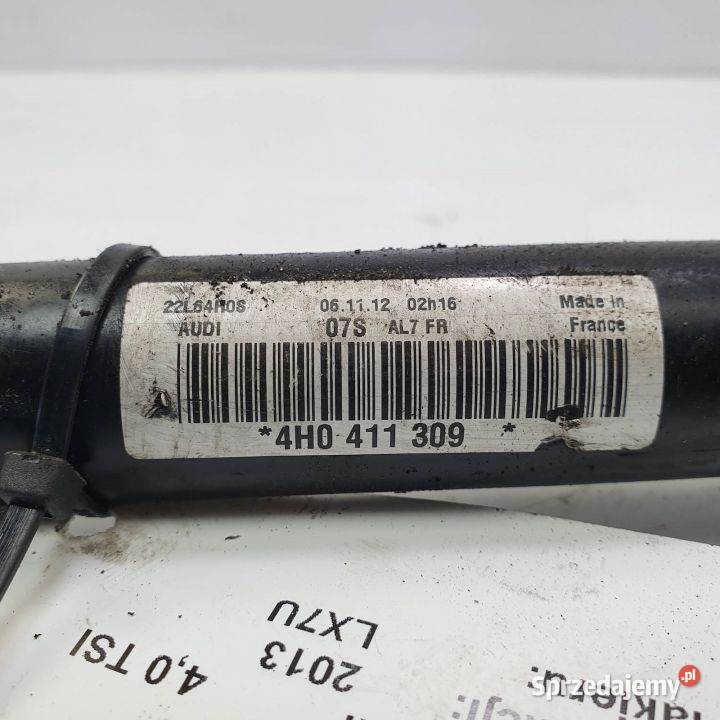 22L64H0S 06.11.12 02h16 Made in
AUDI 07S AL7 FR France
*4H0 411 309 *
4,0 TSI
2013
LX7U
lakieru:
Sprzedajemy.pl